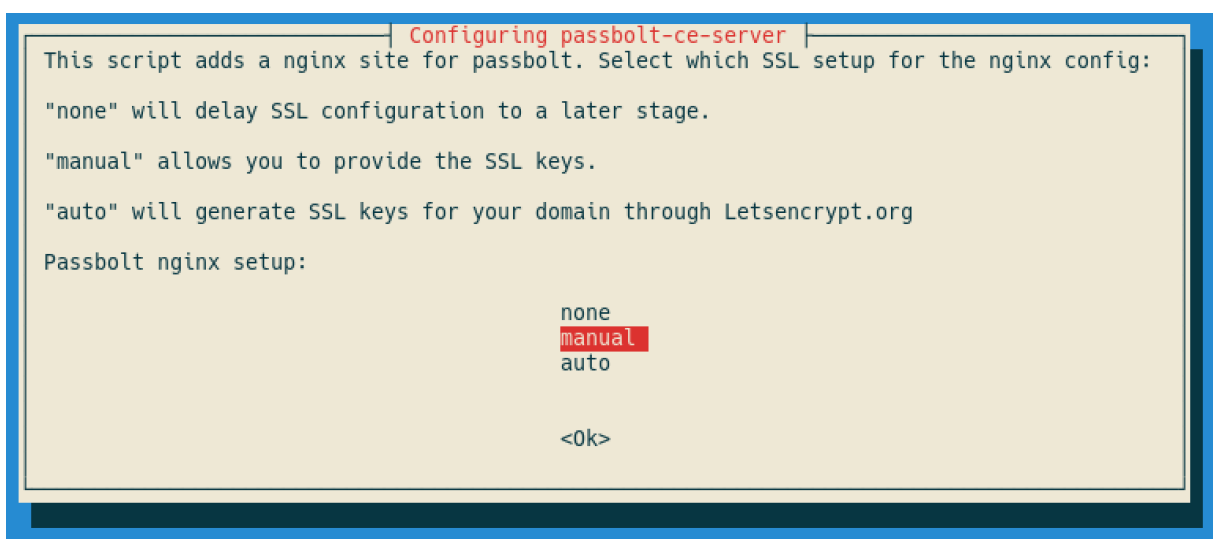 Configuring passbolt-ce-server
This script adds a nginx site for passbolt. Select which SSL setup for the nginx config:
"none" will delay SSL configuration to a later stage.
"manual" allows you to provide the SSL keys.
"auto" will generate SSL keys for your domain through Letsencrypt.org
Passbolt nginx setup:
none
manual
auto
<Ok>